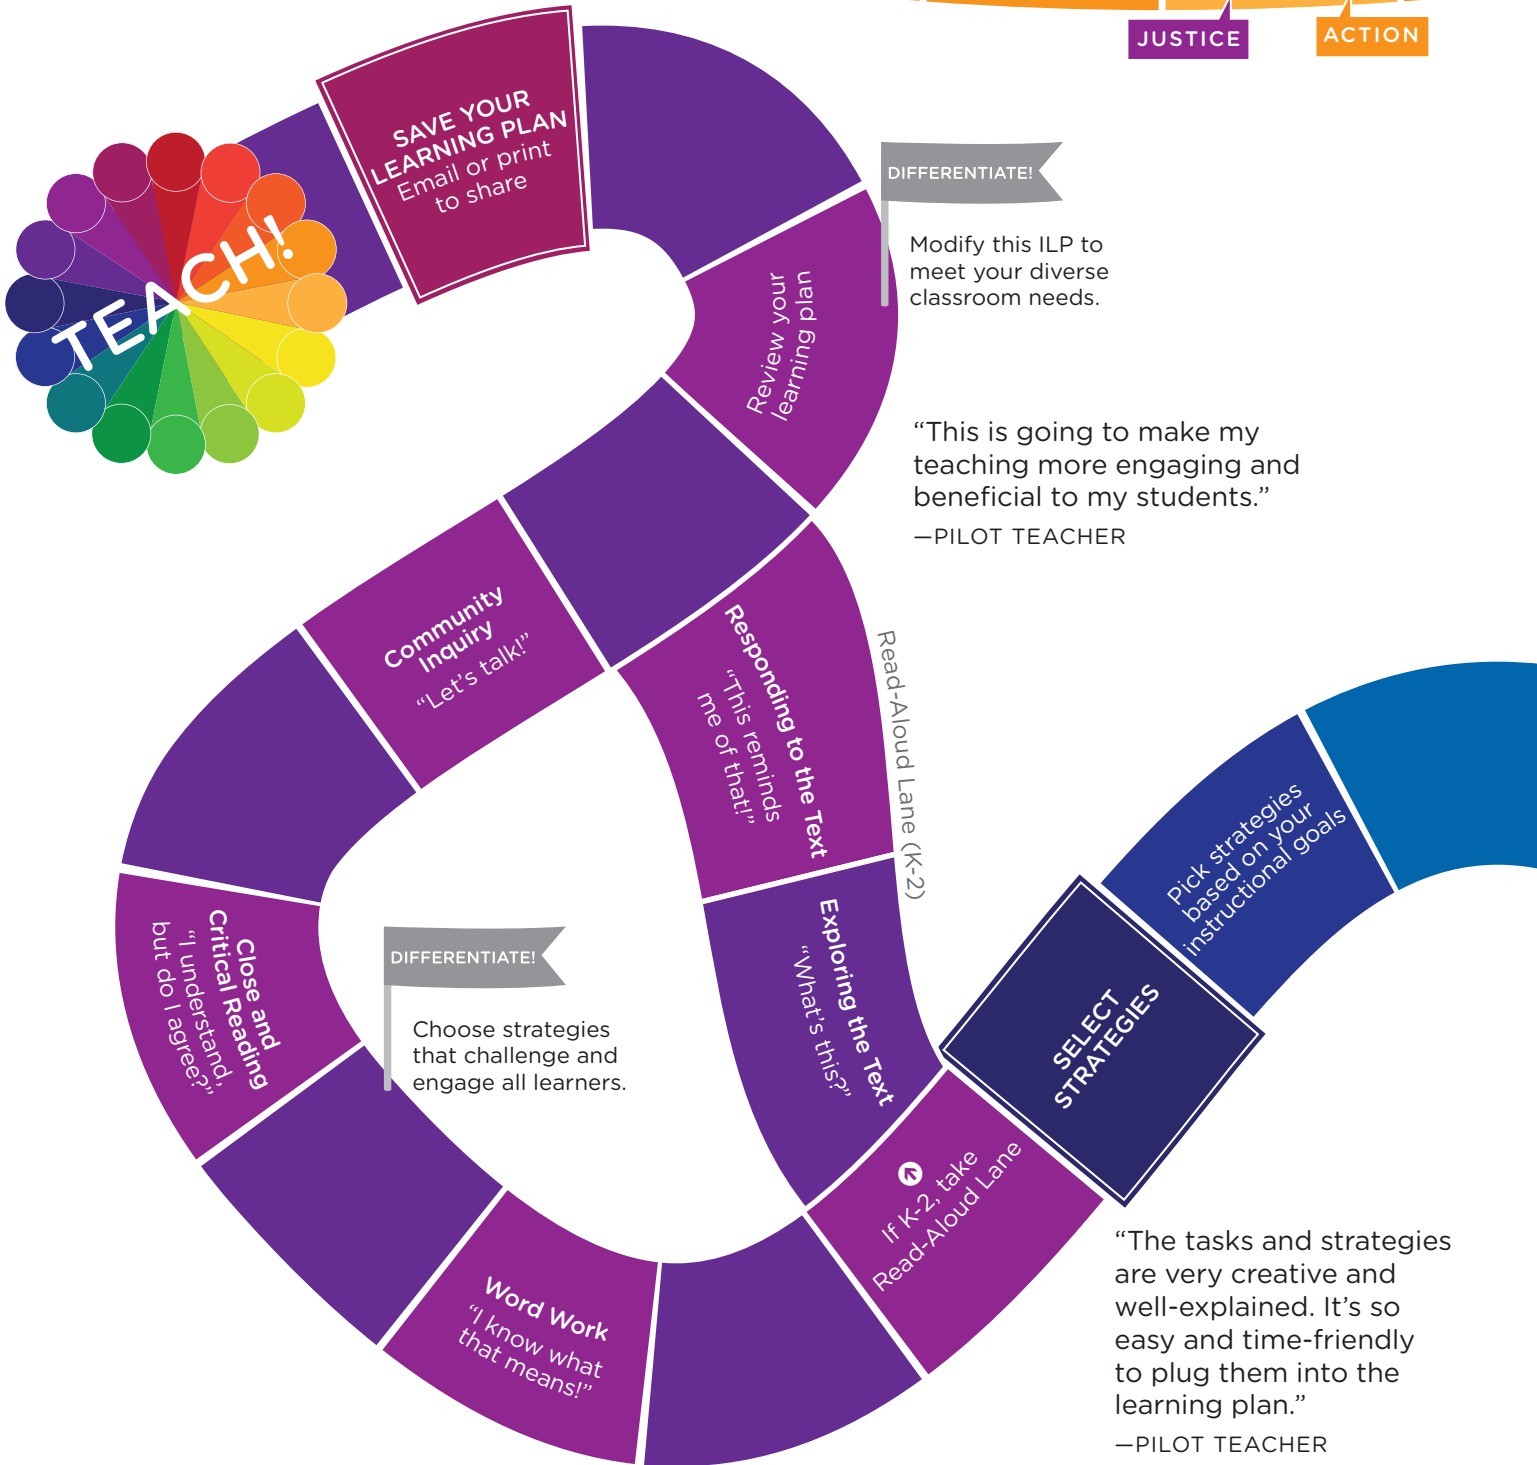 JUSTICE
ACTION
SAVE YOUR
LEARNING PLAN
Email or print
to share
TEACH!
DIFFERENTIATE!
Modify this ILP to
meet your diverse
classroom needs.
Review your
learning plan
“This is going to make my
teaching more engaging and
beneficial to my students.”
—PILOT TEACHER
Community
Inquiry
“Let’s talk!”
Responding to the Text
“This reminds
me of that!”
Read-Aloud Lane (K-2)
Exploring the Text
“What’s this?”
Close and
Critical Reading
“I understand,
but do I agree?”
DIFFERENTIATE!
Choose strategies
that challenge and
engage all learners.
Pick strategies
based on your
instructional goals
SELECT
STRATEGIES
If K-2, take
Read-Aloud Lane
Word Work
“I know what
that means!”
“The tasks and strategies
are very creative and
well-explained. It’s so
easy and time-friendly
to plug them into the
learning plan.”
—PILOT TEACHER